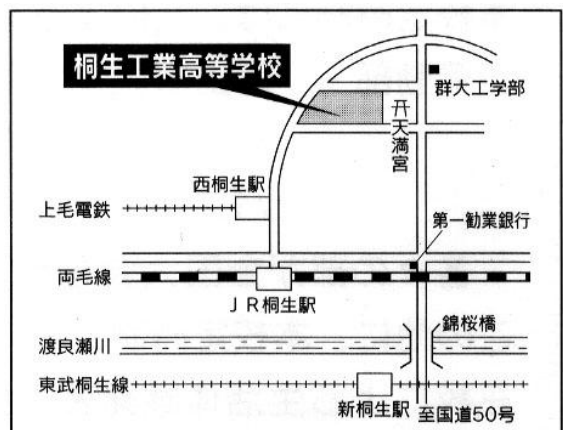 桐生工業高等学校
群大工学部
天満宮
西桐生駅
上毛電鉄
第一勧業銀行
両毛線
JR桐生駅
錦桜橋
渡良瀬川
東武桐生線
新桐生駅
至国道50号